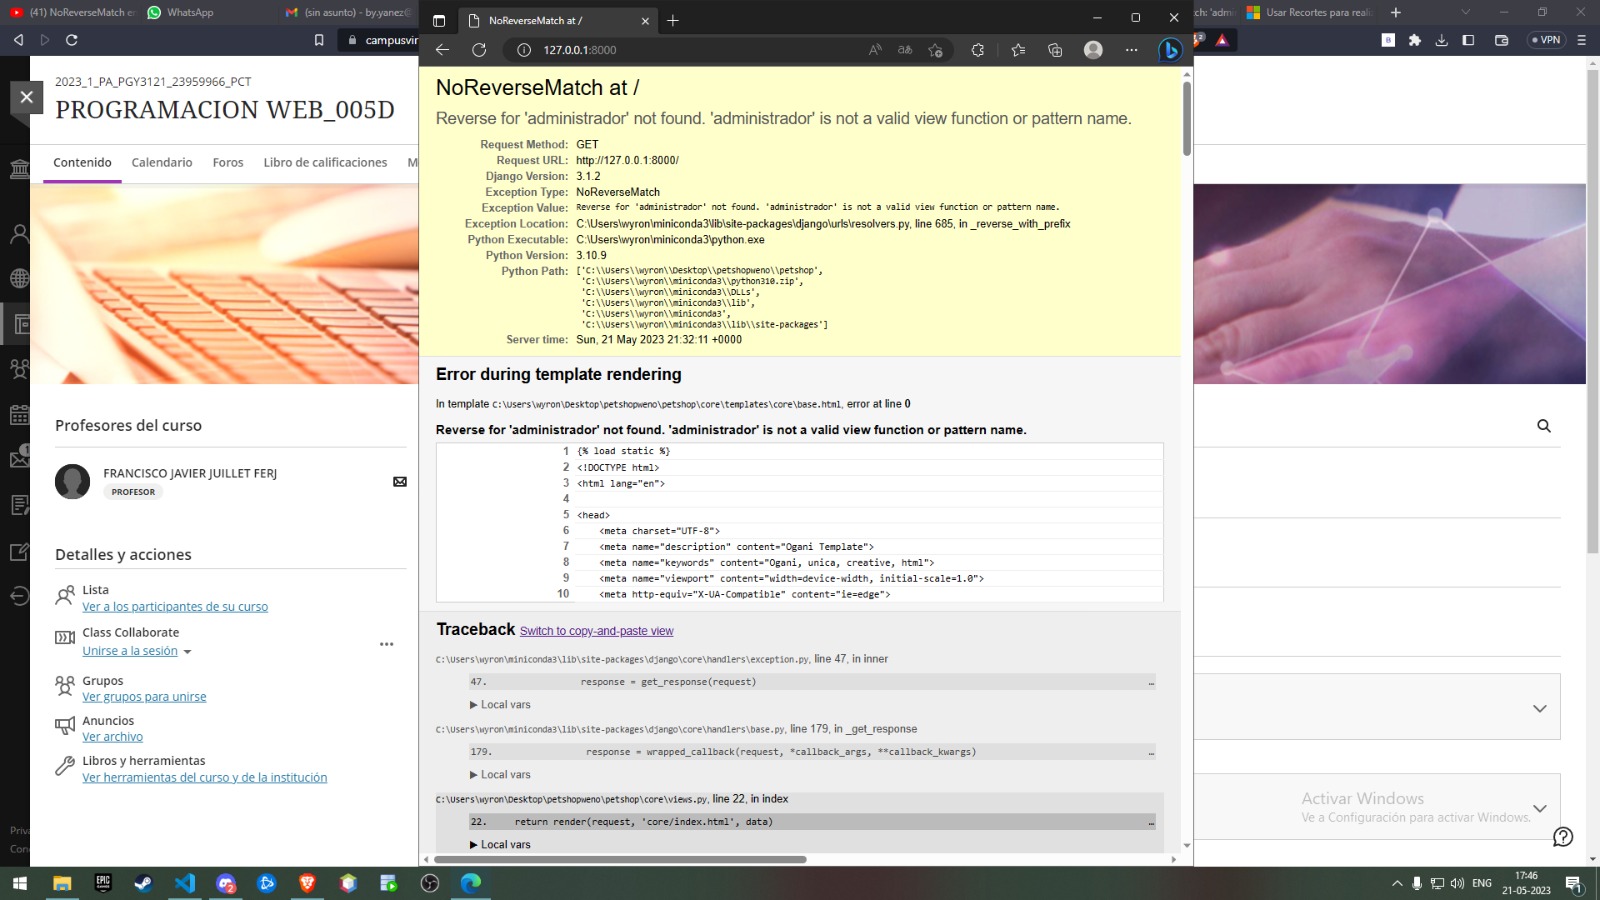 (41) NoReverseMatch e
WhatsApp
(sin asunto) - by.yanez@
NoReverseMatch at /
ch: 'admi
Usar Recortes para reali
campusvir
127.0.0.1:8000
VPN
2023_1_PA_PGY3121_23959966_PCT
PROGRAMACION WEB_005D
Contenido
Calendario
Foros
Libro de calificaciones
M
Profesores del curso
FRANCISCO JAVIER JUILLET FERJ
PROFESOR
Detalles y acciones
Lista
Ver a los participantes de su curso
Class Collaborate
Unirse a la sesión
Grupos
Ver grupos para unirse
Anuncios
Ver archivo
Libros y herramientas
Ver herramientas del curso y de la institución
Priva
Con
NoReverseMatch at /
Reverse for 'administrador' not found. 'administrador' is not a valid view function or pattern name.
Request Method: GET
Request URL: http://127.0.0.1:8000/
Django Version: 3.1.2
Exception Type: NoReverseMatch
Exception Value: Reverse for 'administrador' not found. 'administrador' is not a valid view function or pattern name.
Exception Location: C:\Users\wyron\miniconda3\lib\site-packages\django\urls\resolvers.py, line 685, in _reverse_with_prefix
Python Executable: C:\Users\wyron\miniconda3\python.exe
Python Version: 3.10.9
Python Path: ['C:\\Users\\wyron\\Desktop\\petshopweno\\petshop',
'C:\\Users\\wyron\\miniconda3\\python310.zip',
'C:\\Users\\wyron\\miniconda3\\DLLs',
'C:\\Users\\wyron\\miniconda3\\lib',
'C:\\Users\\wyron\\miniconda3',
'C:\\Users\\wyron\\miniconda3\\lib\\site-packages']
Server time: Sun, 21 May 2023 21:32:11 +0000
Error during template rendering
In template C:\Users\wyron\Desktop\petshopweno\petshop\core\templates\core\base.html, error at line 0
Reverse for 'administrador' not found. 'administrador' is not a valid view function or pattern name.
1 {% load static %}
2 <!DOCTYPE html>
3 <html lang="en">
4
5 <head>
6 <meta charset="UTF-8">
7 <meta name="description" content="Ogani Template">
8 <meta name="keywords" content="Ogani, unica, creative, html">
9 <meta name="viewport" content="width=device-width, initial-scale=1.0">
10 <meta http-equiv="X-UA-Compatible" content="ie=edge">
Traceback Switch to copy-and-paste view
C:\Users\wyron\miniconda3\lib\site-packages\django\core\handlers\exception.py, line 47, in inner
47. response = get_response(request) …
▶ Local vars
C:\Users\wyron\miniconda3\lib\site-packages\django\core\handlers\base.py, line 179, in _get_response
179. response = wrapped_callback(request, *callback_args, **callback_kwargs) …
▶ Local vars
C:\Users\wyron\Desktop\petshopweno\petshop\core\views.py, line 22, in index
22. return render(request, 'core/index.html', data) …
▶ Local vars
Activar Windows
Ve a Configuración para activar Windows.
EPIC GAMES
ENG
17:46
21-05-2023